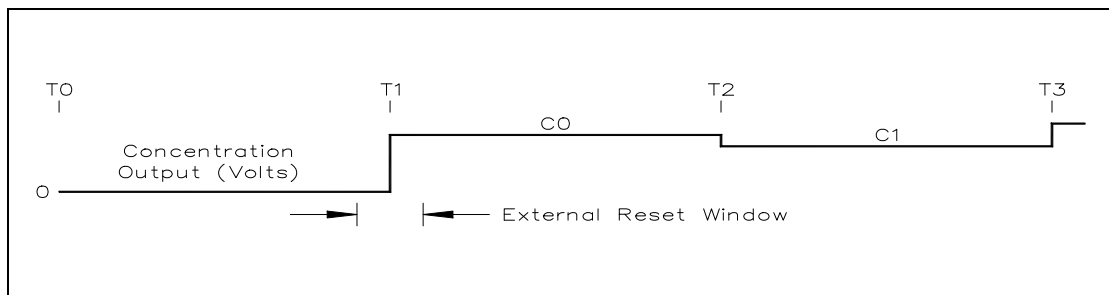 T0 T1 T2 T3
C0
C1
Concentration
Output (Volts)
0
External Reset Window